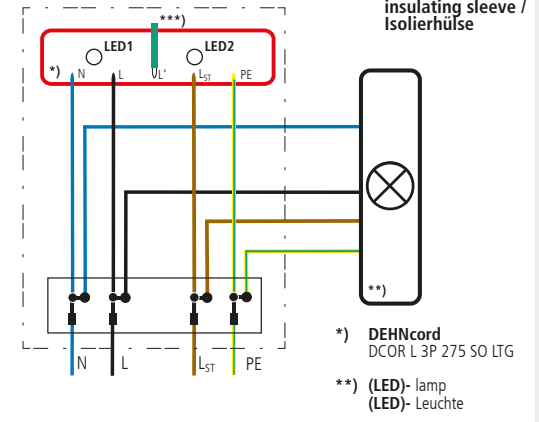 insulating sleeve /
Isolierhülse
***)
LED1 LED2
*) N L L' LST PE
**)
N L LST PE
*) DEHNcord
DCOR L 3P 275 SO LTG
**) (LED)- lamp
(LED)- Leuchte